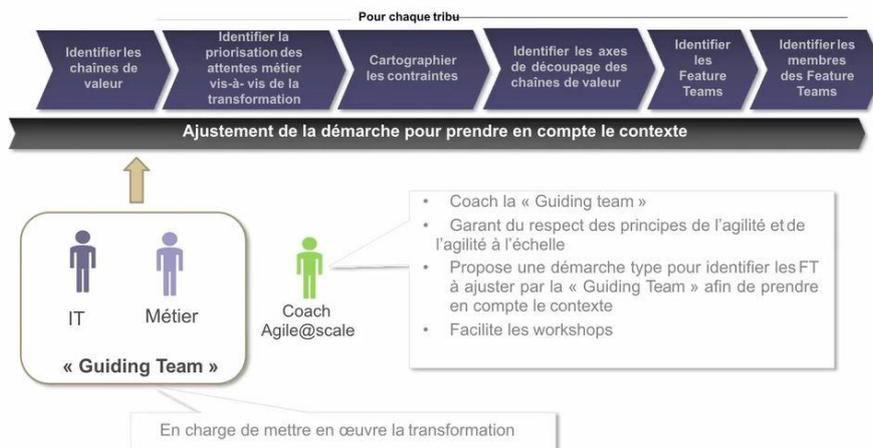 Pour chaque tribu
Identifier les
chaînes de
valeur
Identifier la
priorisation des
attentes métier
vis-à- vis de la
transformation
Cartographier
les contraintes
Identifier les axes
de découpage des
chaînes de valeur
Identifier
les
Feature
Teams
Identifier les
membres
des Feature
Teams
Ajustement de la démarche pour prendre en compte le contexte
IT
Métier
« Guiding Team »
Coach
Agile@scale
• Coach la « Guiding team »
• Garant du respect des principes de l'agilité et de
l'agilité à l'échelle
• Propose une démarche type pour identifier les FT
à ajuster par la « Guiding Team » afin de prendre
en compte le contexte
• Facilite les workshops
En charge de mettre en œuvre la transformation